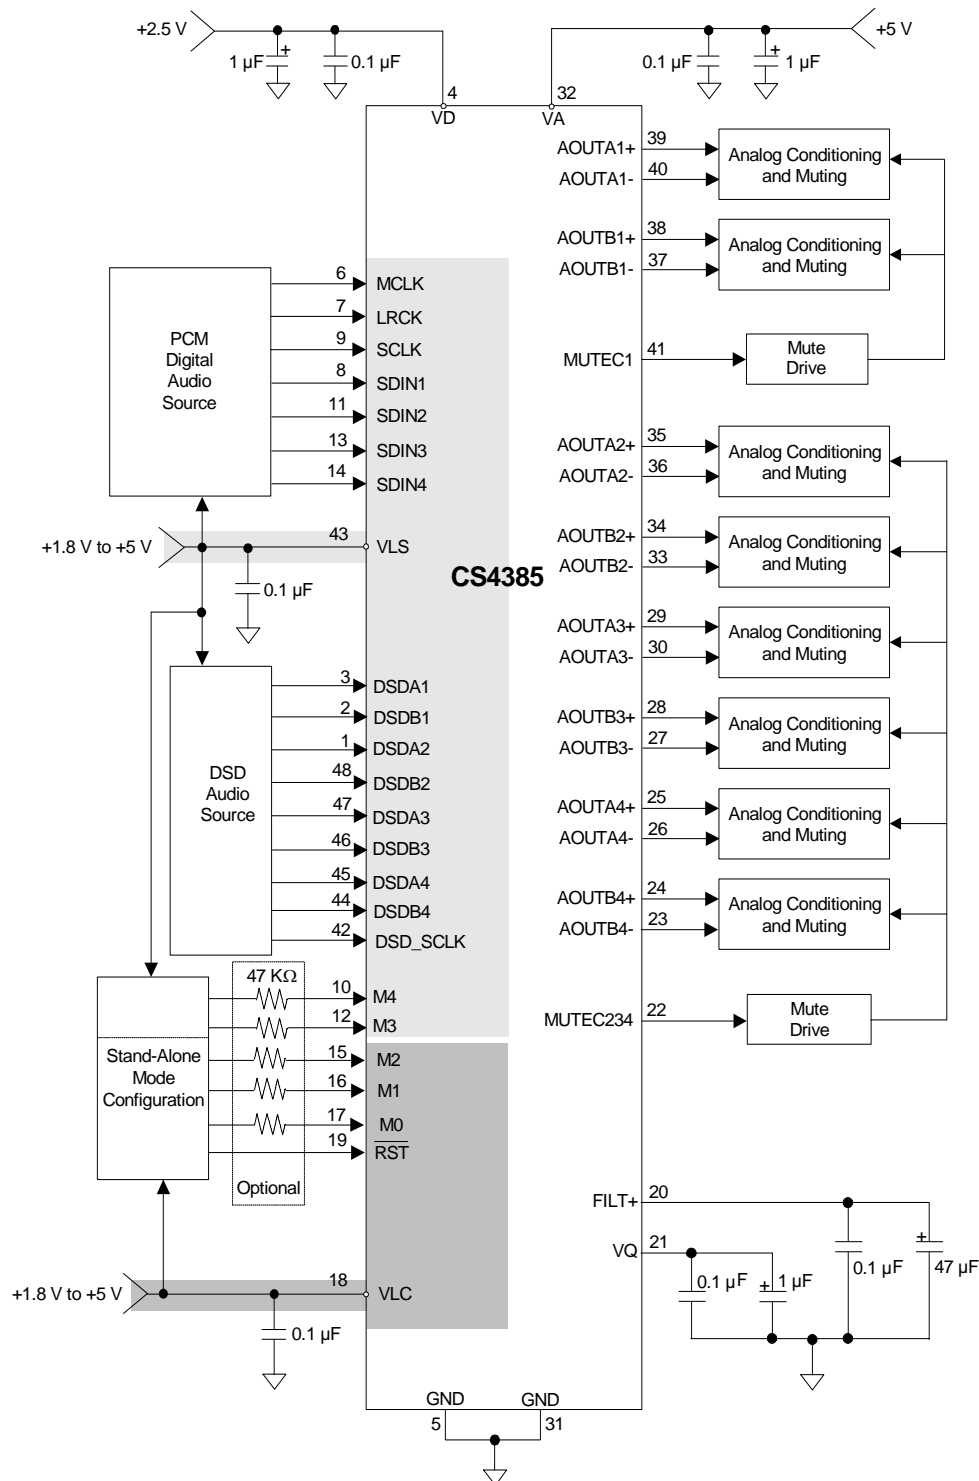 +2.5 V
1 µF
+
0.1 µF
+5 V
0.1 µF
+
1 µF
4
VD
32
VA
AOUTA1+
39
AOUTA1-
40
Analog Conditioning
and Muting
AOUTB1+
38
AOUTB1-
37
Analog Conditioning
and Muting
MUTEC1
41
Mute
Drive
PCM
Digital
Audio
Source
6
MCLK
7
LRCK
9
SCLK
8
SDIN1
11
SDIN2
13
SDIN3
14
SDIN4
+1.8 V to +5 V
43
VLS
0.1 µF
CS4385
AOUTA2+
35
AOUTA2-
36
Analog Conditioning
and Muting
AOUTB2+
34
AOUTB2-
33
Analog Conditioning
and Muting
AOUTA3+
29
AOUTA3-
30
Analog Conditioning
and Muting
AOUTB3+
28
AOUTB3-
27
Analog Conditioning
and Muting
AOUTA4+
25
AOUTA4-
26
Analog Conditioning
and Muting
AOUTB4+
24
AOUTB4-
23
Analog Conditioning
and Muting
MUTEC234
22
Mute
Drive
DSD
Audio
Source
3
DSDA1
2
DSDB1
1
DSDA2
48
DSDB2
47
DSDA3
46
DSDB3
45
DSDA4
44
DSDB4
42
DSD_SCLK
47 KΩ
10
M4
12
M3
15
M2
16
M1
17
M0
19
RST
Stand-Alone
Mode
Configuration
Optional
+1.8 V to +5 V
18
VLC
0.1 µF
FILT+
20
VQ
21
0.1 µF
+
1 µF
0.1 µF
+
47 µF
GND
5
GND
31